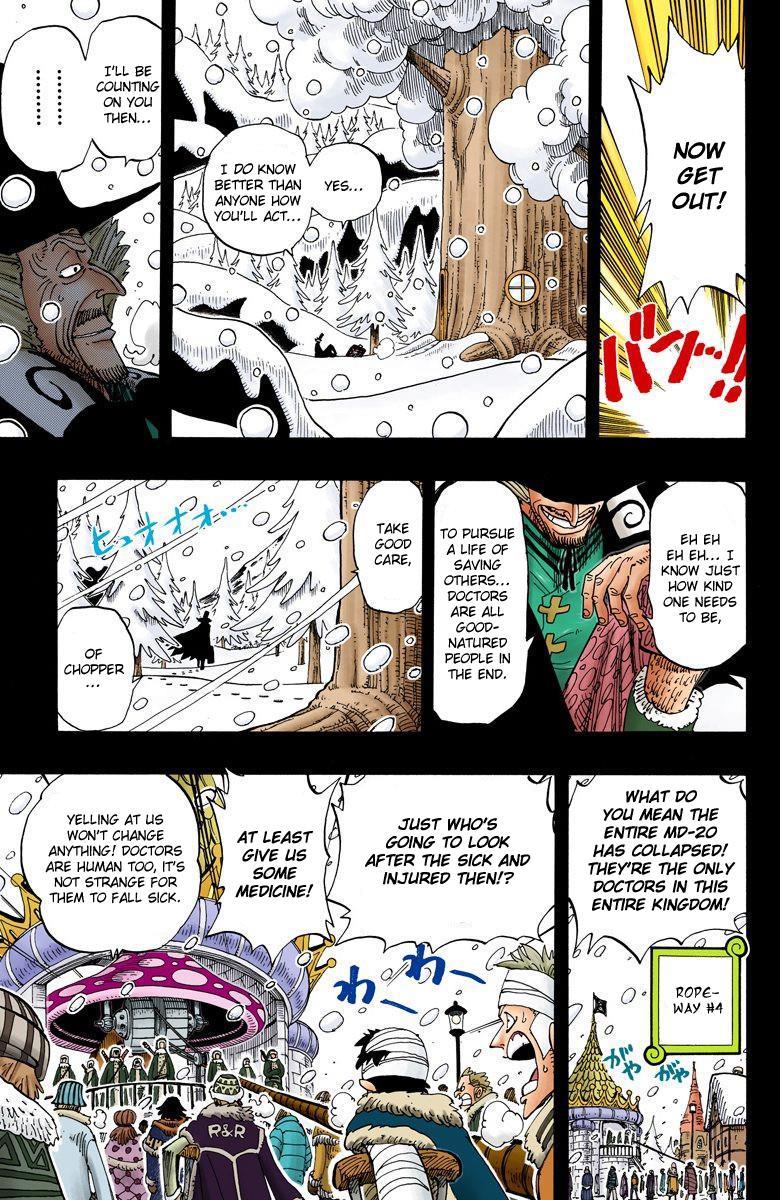 NOW
GET
OUT!
バン…!!
YES...
I DO KNOW
BETTER THAN
ANYONE HOW
YOU'LL ACT...
I'LL BE
COUNTING
ON YOU
THEN...
EH EH
EH EH... I
KNOW JUST
HOW KIND
ONE NEEDS
TO BE,
TO PURSUE
A LIFE OF
SAVING
OTHERS...
DOCTORS
ARE ALL
GOOD-
NATURED
PEOPLE IN
THE END.
TAKE
GOOD
CARE,
ヒュオオオ…
OF
CHOPPER
...
WHAT DO
YOU MEAN THE
ENTIRE MD-20
HAS COLLAPSED!
THEY'RE THE ONLY
DOCTORS IN THIS
ENTIRE KINGDOM!
ROPE-
WAY #4
ガヤ
ガヤ
JUST WHO'S
GOING TO LOOK
AFTER THE SICK AND
INJURED THEN!?
AT LEAST
GIVE US
SOME
MEDICINE!
YELLING AT US
WON'T CHANGE
ANYTHING! DOCTORS
ARE HUMAN TOO, IT'S
NOT STRANGE FOR
THEM TO FALL SICK.
わー
わー
R&R